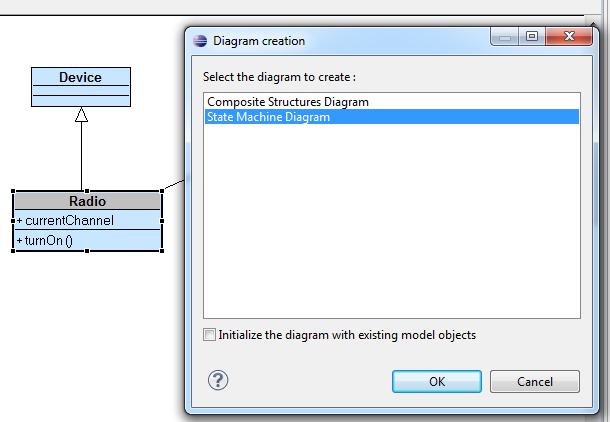 Device
Radio
+ currentChannel
+ turnOn ()
Diagram creation
Select the diagram to create :
Composite Structures Diagram
State Machine Diagram
Initialize the diagram with existing model objects
?
OK
Cancel